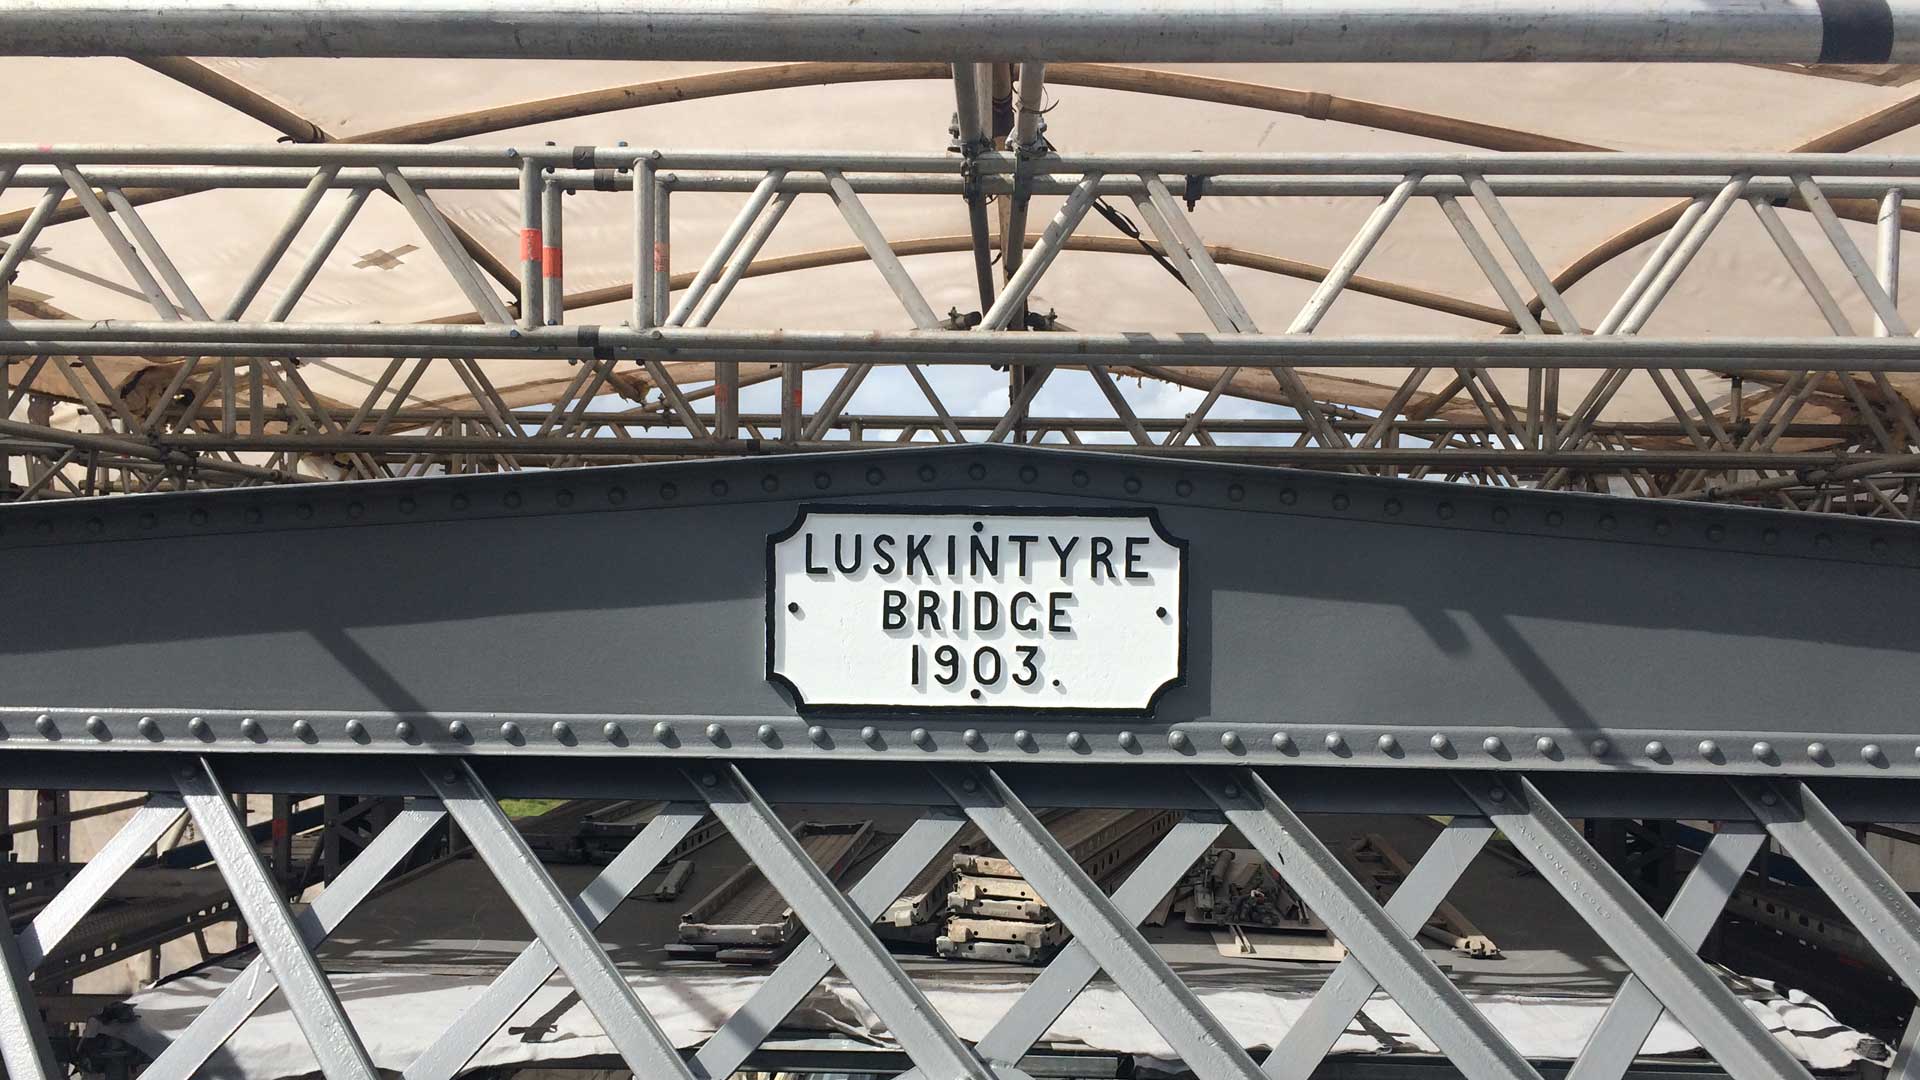 LUSKINTYRE
BRIDGE
1903.